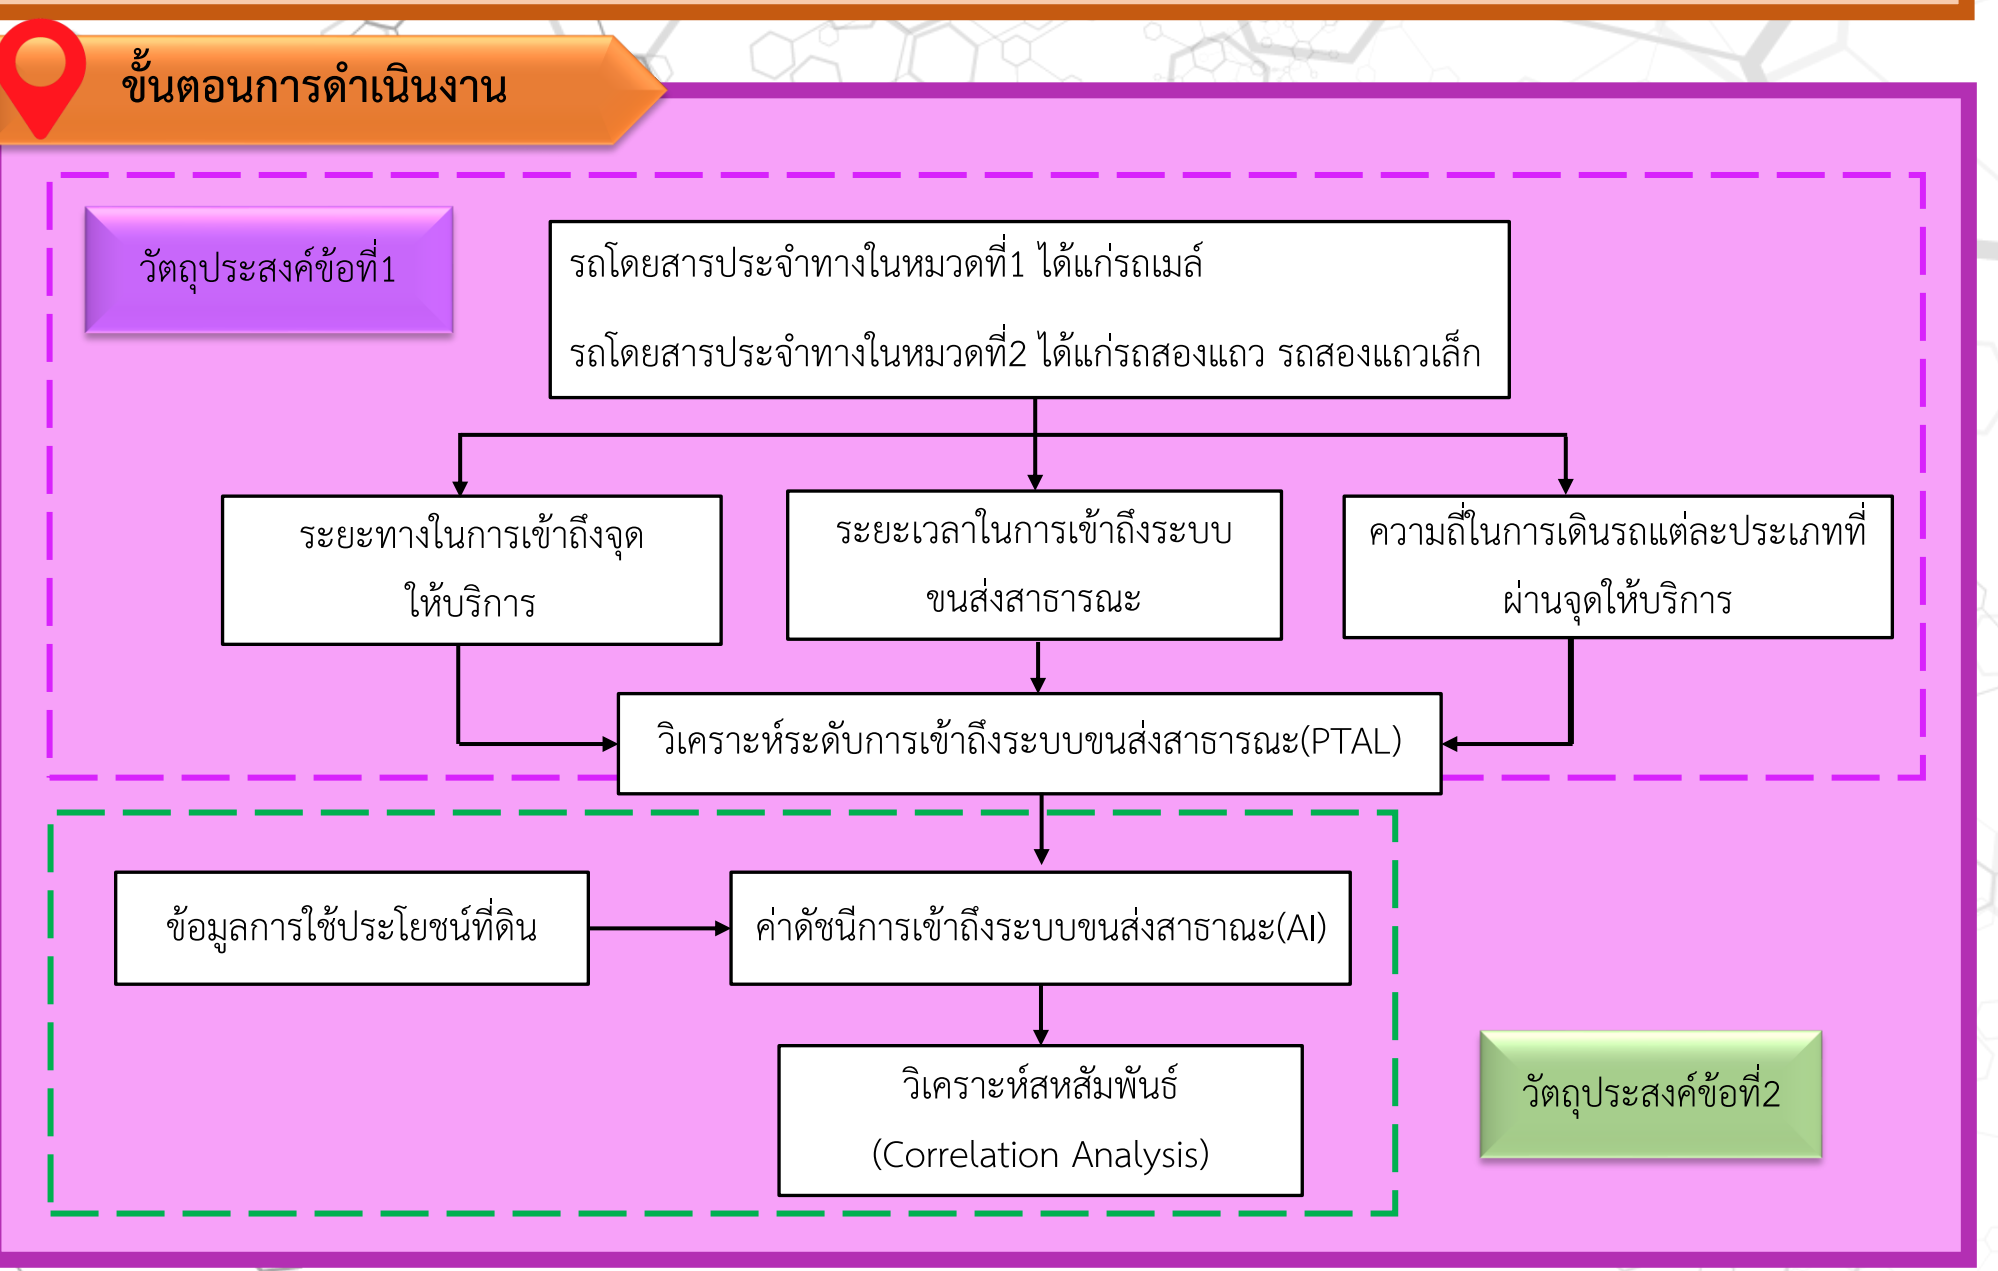 ขั้นตอนการดำเนินงาน
วัตถุประสงค์ข้อที่1
รถโดยสารประจำทางในหมวดที่1 ได้แก่รถเมล์
รถโดยสารประจำทางในหมวดที่2 ได้แก่รถสองแถว รถสองแถวเล็ก
ระยะทางในการเข้าถึงจุด
ให้บริการ
ระยะเวลาในการเข้าถึงระบบ
ขนส่งสาธารณะ
ความถี่ในการเดินรถแต่ละประเภทที่
ผ่านจุดให้บริการ
วิเคราะห์ระดับการเข้าถึงระบบขนส่งสาธารณะ(PTAL)
ข้อมูลการใช้ประโยชน์ที่ดิน
ค่าดัชนีการเข้าถึงระบบขนส่งสาธาณะ(AI)
วิเคราะห์สหสัมพันธ์
(Correlation Analysis)
วัตถุประสงค์ข้อที่2